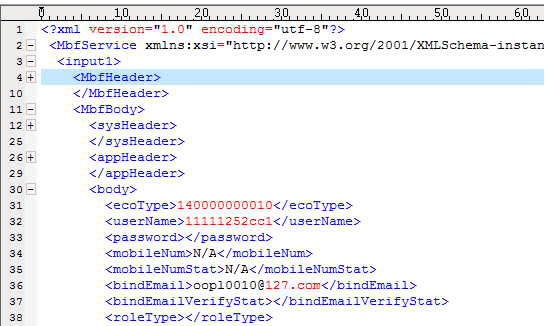 0 10 20 30 40 50 60
1 <?xml version="1.0" encoding="utf-8"?>
2 <MbfService xmlns:xsi="http://www.w3.org/2001/XMLSchema-instan
3 <input1>
4 <MbfHeader>
10 </MbfHeader>
11 <MbfBody>
12 <sysHeader>
25 </sysHeader>
26 <appHeader>
29 </appHeader>
30 <body>
31 <ecoType>140000000010</ecoType>
32 <userName>11111252cc1</userName>
33 <password></password>
34 <mobileNum>N/A</mobileNum>
35 <mobileNumStat>N/A</mobileNumStat>
36 <bindEmail>oopl0010@127.com</bindEmail>
37 <bindEmailVerifyStat></bindEmailVerifyStat>
38 <roleType></roleType>